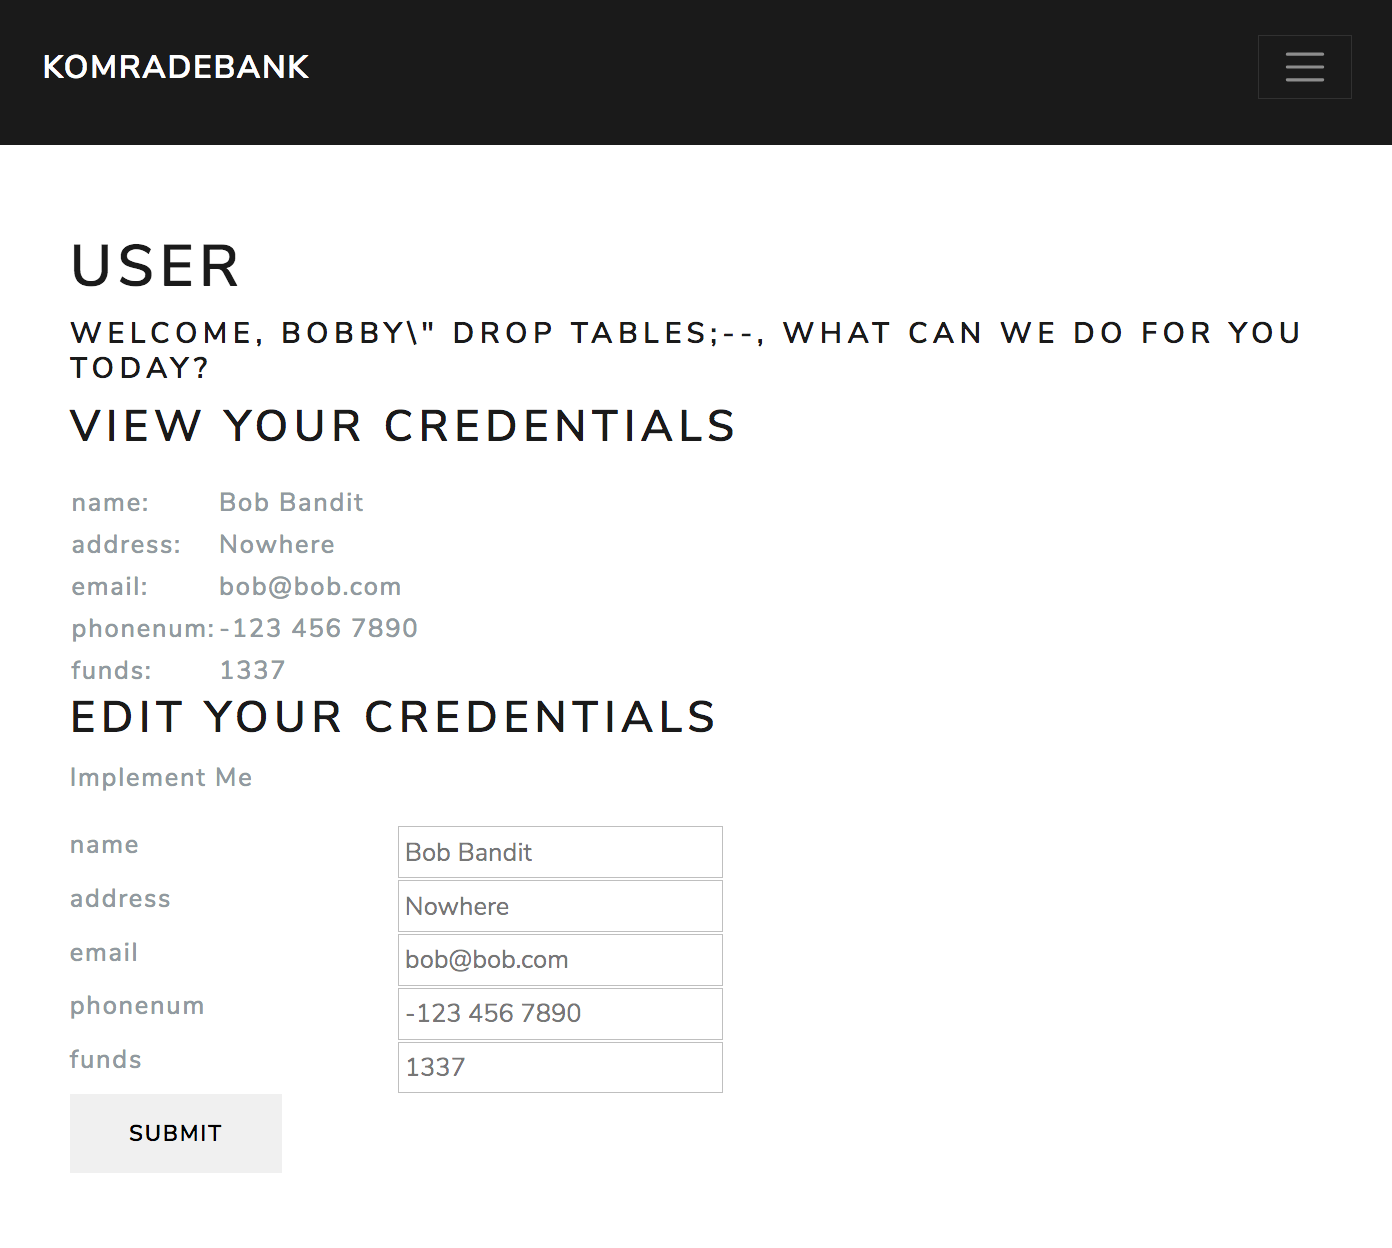 KOMRADEBANK
USER
WELCOME, BOBBY\" DROP TABLES;--, WHAT CAN WE DO FOR YOU
TODAY?
VIEW YOUR CREDENTIALS
name: Bob Bandit
address: Nowhere
email: bob@bob.com
phonenum: -123 456 7890
funds: 1337
EDIT YOUR CREDENTIALS
Implement Me
name Bob Bandit
address Nowhere
email bob@bob.com
phonenum -123 456 7890
funds 1337
SUBMIT